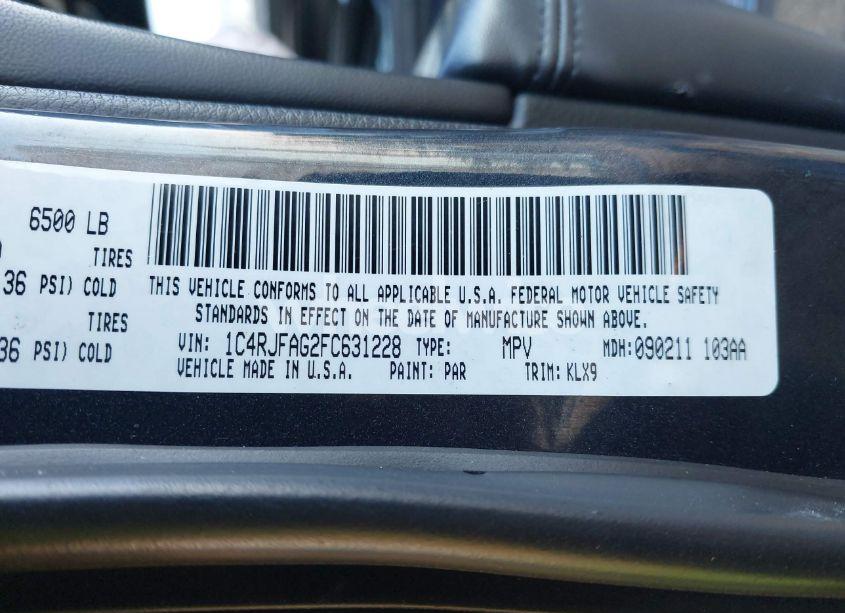 6500 LB
TIRES
36 PSI) COLD
TIRES
36 PSI) COLD
THIS VEHICLE CONFORMS TO ALL APPLICABLE U.S.A. FEDERAL MOTOR VEHICLE SAFETY
STANDARDS IN EFFECT ON THE DATE OF MANUFACTURE SHOWN ABOVE.
VIN: 1C4RJFAG2FC631228 TYPE: MPV MDH:090211 103AA
VEHICLE MADE IN U.S.A. PAINT: PAR TRIM: KLX9